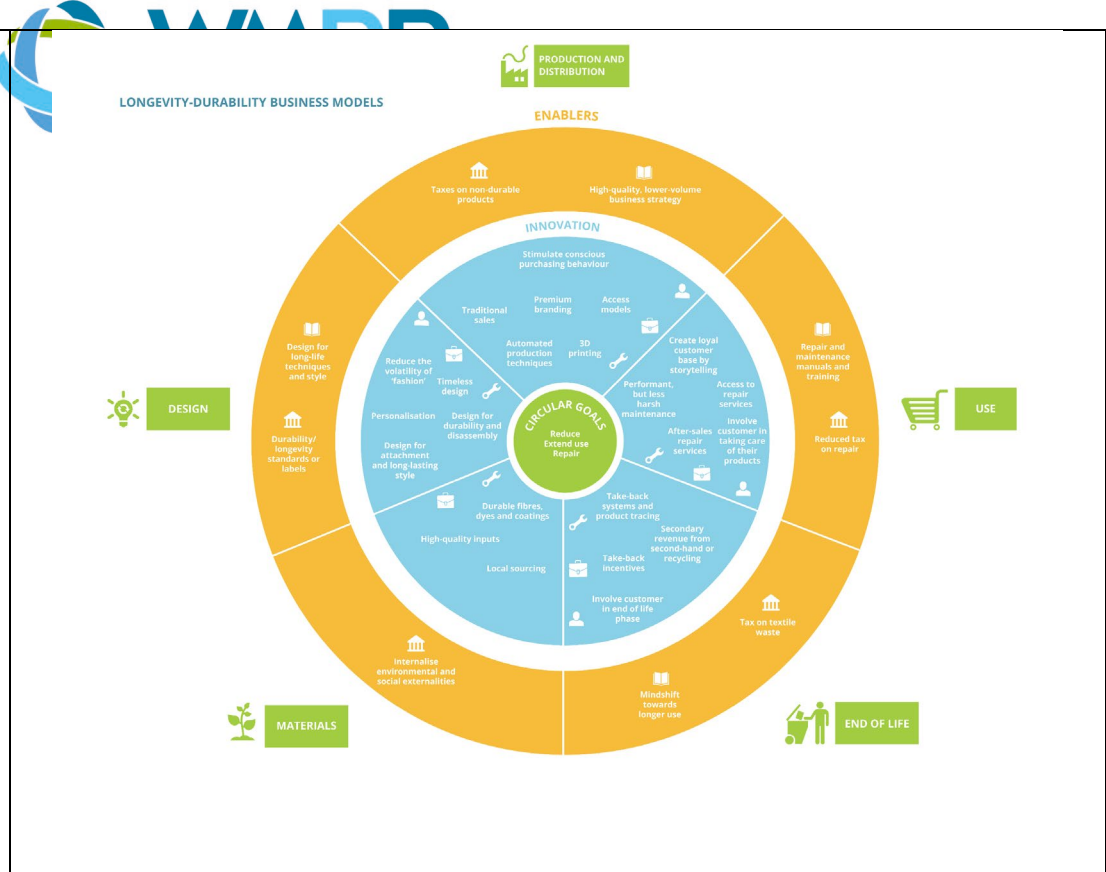 PRODUCTION AND
DISTRIBUTION
LONGEVITY-DURABILITY BUSINESS MODELS
ENABLERS
Taxes on non-durable
products
High-quality, lower-volume
business strategy
INNOVATION
Stimulate conscious
purchasing behaviour
Traditional
sales
Premium
branding
Access
models
Automated
production
techniques
3D
printing
Design for
long-life
techniques
and style
Durability/
longevity
standards or
labels
Reduce the
volatility of
'fashion'
Timeless
design
Personalisation
Design for
durability and
disassembly
Design for
attachment
and long-lasting
style
CIRCULAR GOALS
Reduce
Extend use
Repair
Create loyal
customer
base by
storytelling
Performant,
but less
harsh
maintenance
Access to
repair
services
After-sales
repair
services
Involve
customer in
taking care
of their
products
Repair and
maintenance
manuals and
training
Reduced tax
on repair
DESIGN
USE
Durable fibres,
dyes and coatings
High-quality inputs
Local sourcing
Take-back
systems and
product tracing
Secondary
revenue from
second-hand or
recycling
Take-back
incentives
Involve customer
in end of life
phase
Internalise
environmental and
social externalities
Tax on textile
waste
Mindshift
towards
longer use
MATERIALS
END OF LIFE